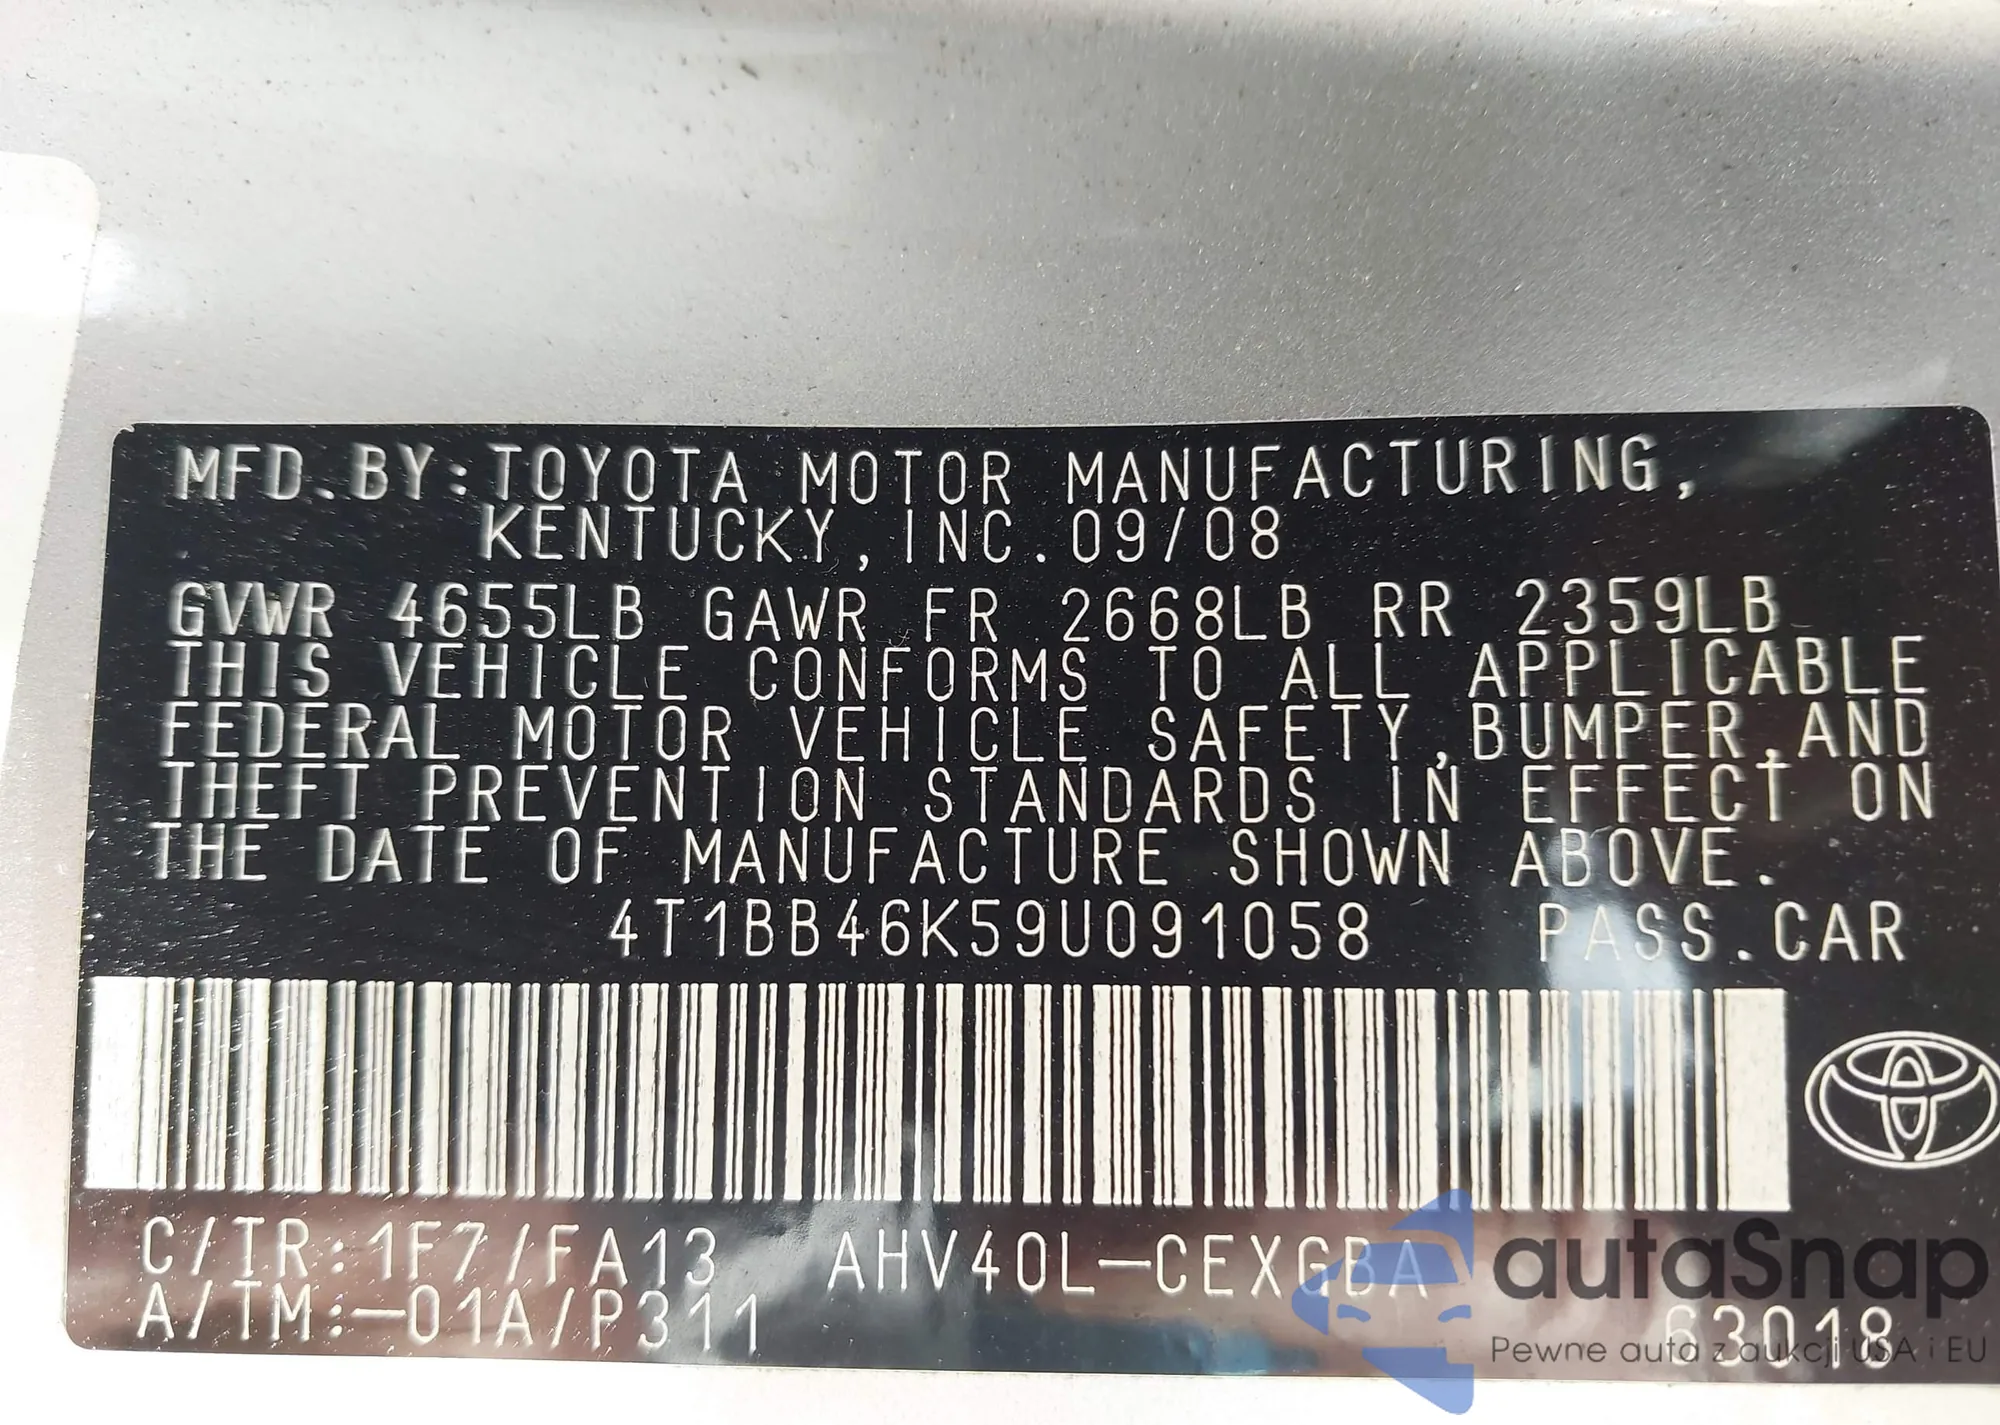 MFD.BY:TOYOTA MOTOR MANUFACTURING,
KENTUCKY,INC.09/08
GVWR 4655LB GAWR FR 2668LB RR 2359LB
THIS VEHICLE CONFORMS TO ALL APPLICABLE
FEDERAL MOTOR VEHICLE SAFETY,BUMPER,AND
THEFT PREVENTION STANDARDS IN EFFECT ON
THE DATE OF MANUFACTURE SHOWN ABOVE.
4T1BB46K59U091058 PASS.CAR
C/TR:1F7/FA13 AHV40L-CEXGBA
A/TM:-01A/P311 63018
autaSnap
Pewne auta z aukcji USA i EU